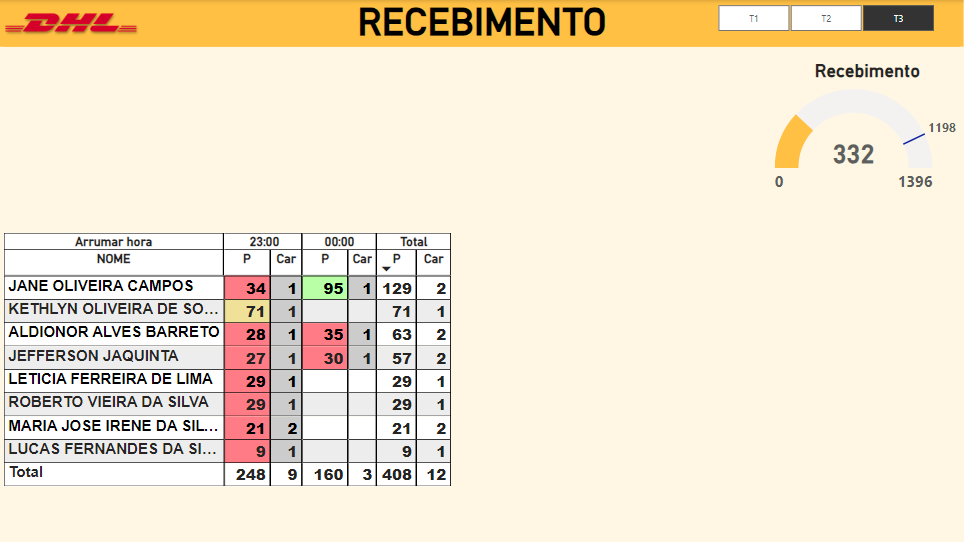 DHL
RECEBIMENTO
T1 T2 T3
Recebimento
1198
332
0 1396
Arrumar hora 23:00 00:00 Total
NOME P Car P Car P Car
JANE OLIVEIRA CAMPOS 34 1 95 1 129 2
KETHLYN OLIVEIRA DE SO... 71 1 71 1
ALDIONOR ALVES BARRETO 28 1 35 1 63 2
JEFFERSON JAQUINTA 27 1 30 1 57 2
LETICIA FERREIRA DE LIMA 29 1 29 1
ROBERTO VIEIRA DA SILVA 29 1 29 1
MARIA JOSE IRENE DA SIL... 21 2 21 2
LUCAS FERNANDES DA SI... 9 1 9 1
Total 248 9 160 3 408 12